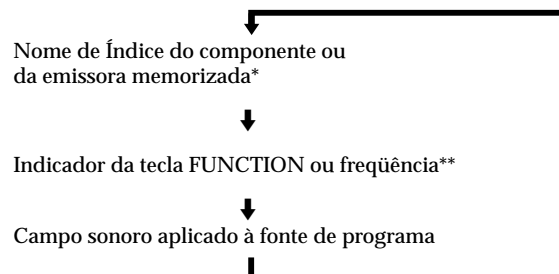 Nome de Índice do componente ou
da emissora memorizada*
Indicador da tecla FUNCTION ou freqüência**
Campo sonoro aplicado à fonte de programa